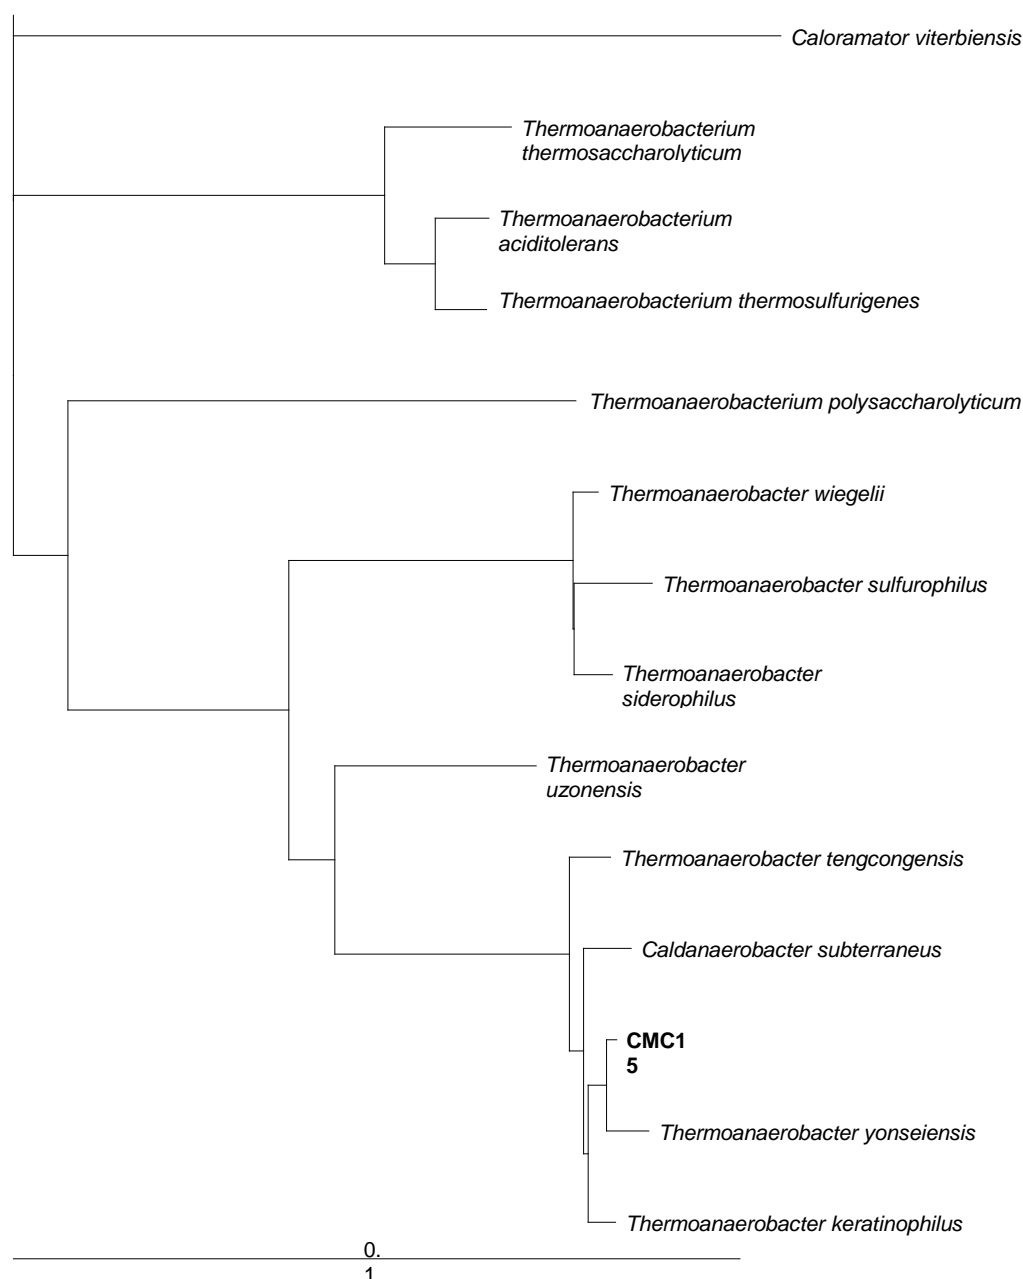 Caloramator viterbiensis
Thermoanaerobacterium
thermosaccharolyticum
Thermoanaerobacterium
aciditolerans
Thermoanaerobacterium thermosulfurigenes
Thermoanaerobacterium polysaccharolyticum
Thermoanaerobacter wiegelii
Thermoanaerobacter sulfurophilus
Thermoanaerobacter
siderophilus
Thermoanaerobacter
uzonensis
Thermoanaerobacter tengcongensis
Caldanaerobacter subterraneus
CMC1
5
Thermoanaerobacter yonseiensis
Thermoanaerobacter keratinophilus
0.
1